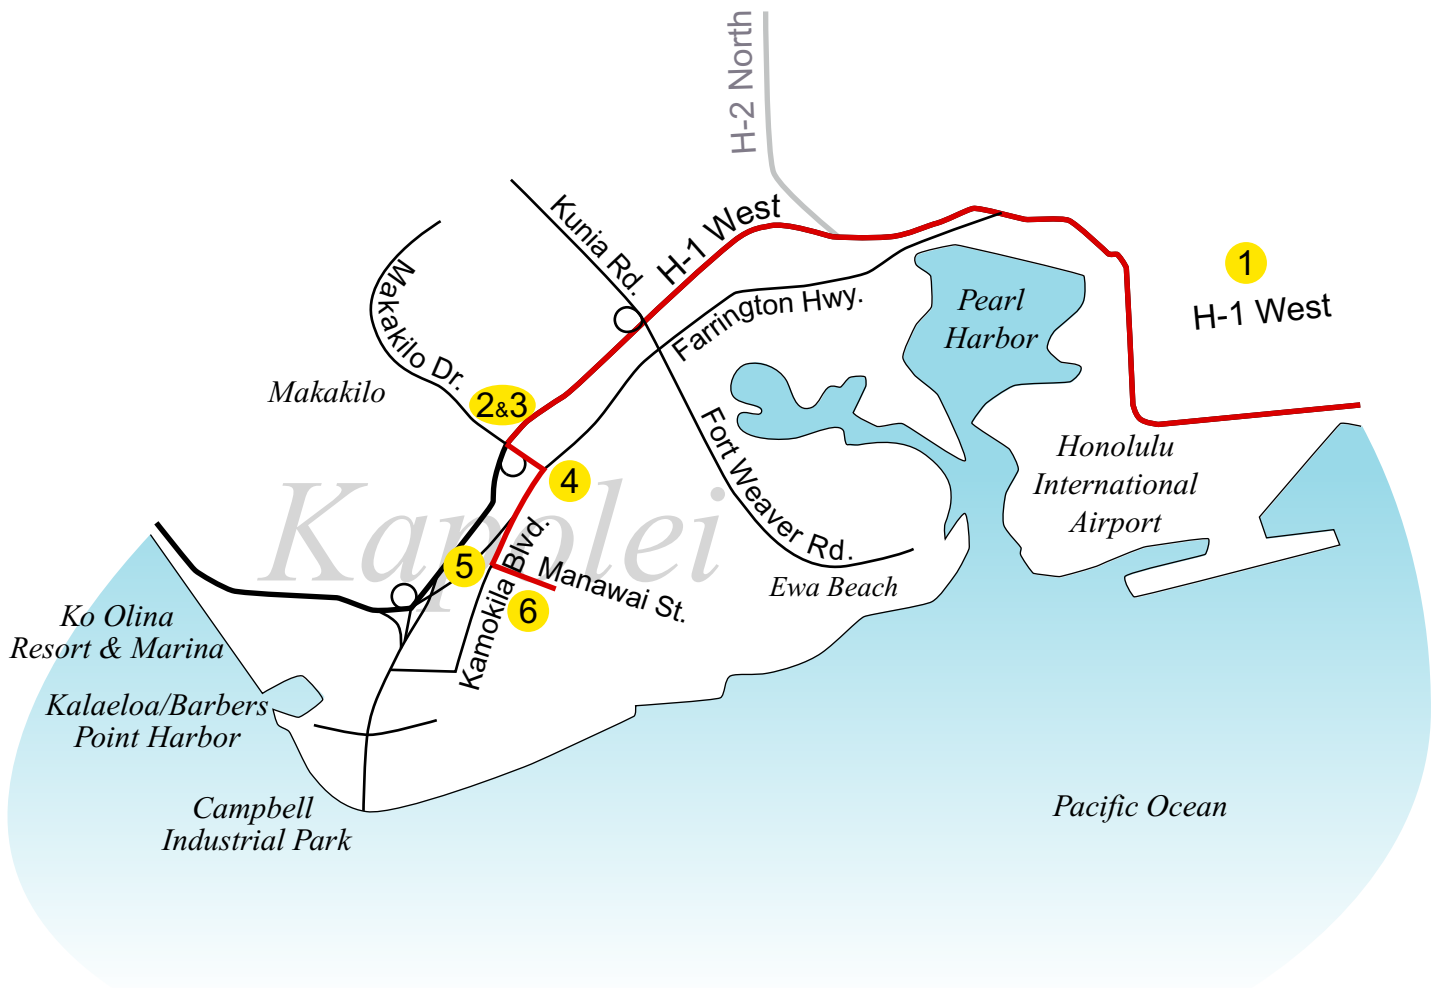 H-2 North
Kunia Rd.
H-1 West
1
H-1 West
Makakilo Dr.
Farrington Hwy.
Pearl
Harbor
Makakilo
2&3
Fort Weaver Rd.
Honolulu
International
Airport
4
Kapolei
5
Kamokila Blvd.
Manawai St.
6
Ewa Beach
Ko Olina
Resort & Marina
Kalaeloa/Barbers
Point Harbor
Campbell
Industrial Park
Pacific Ocean